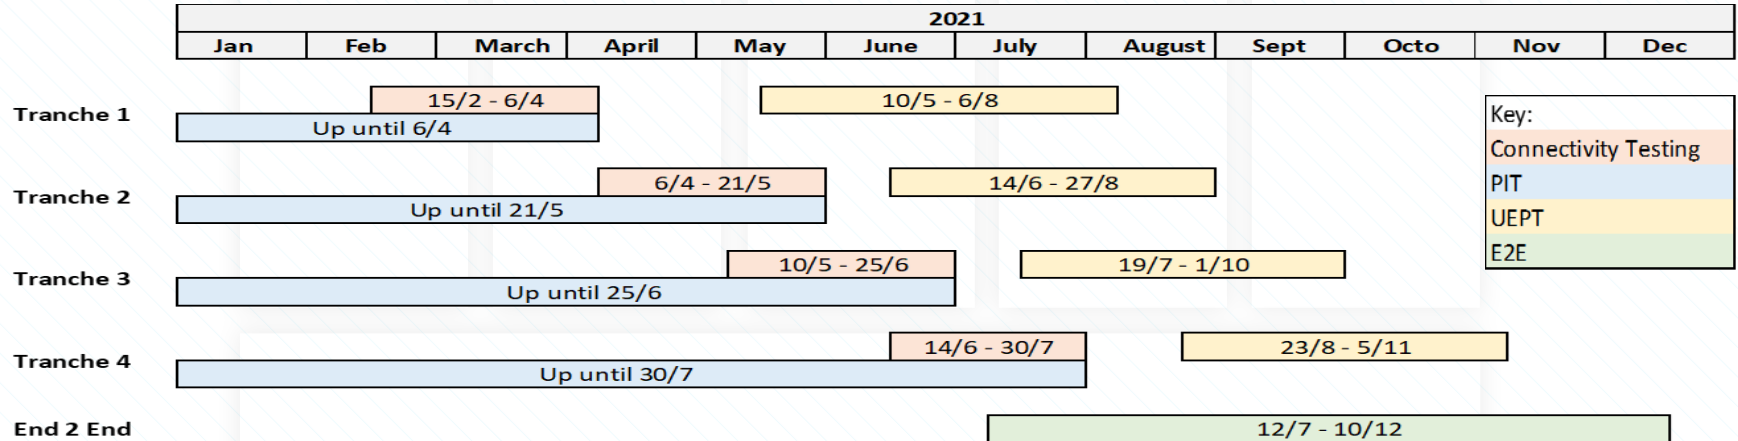 2021
Jan Feb March April May June July August Sept Octo Nov Dec
Tranche 1
15/2 - 6/4 10/5 - 6/8
Up until 6/4
Tranche 2
6/4 - 21/5 14/6 - 27/8
Up until 21/5
Tranche 3
10/5 - 25/6 19/7 - 1/10
Up until 25/6
Tranche 4
14/6 - 30/7 23/8 - 5/11
Up until 30/7
End 2 End
12/7 - 10/12
Key:
Connectivity Testing
PIT
UEPT
E2E